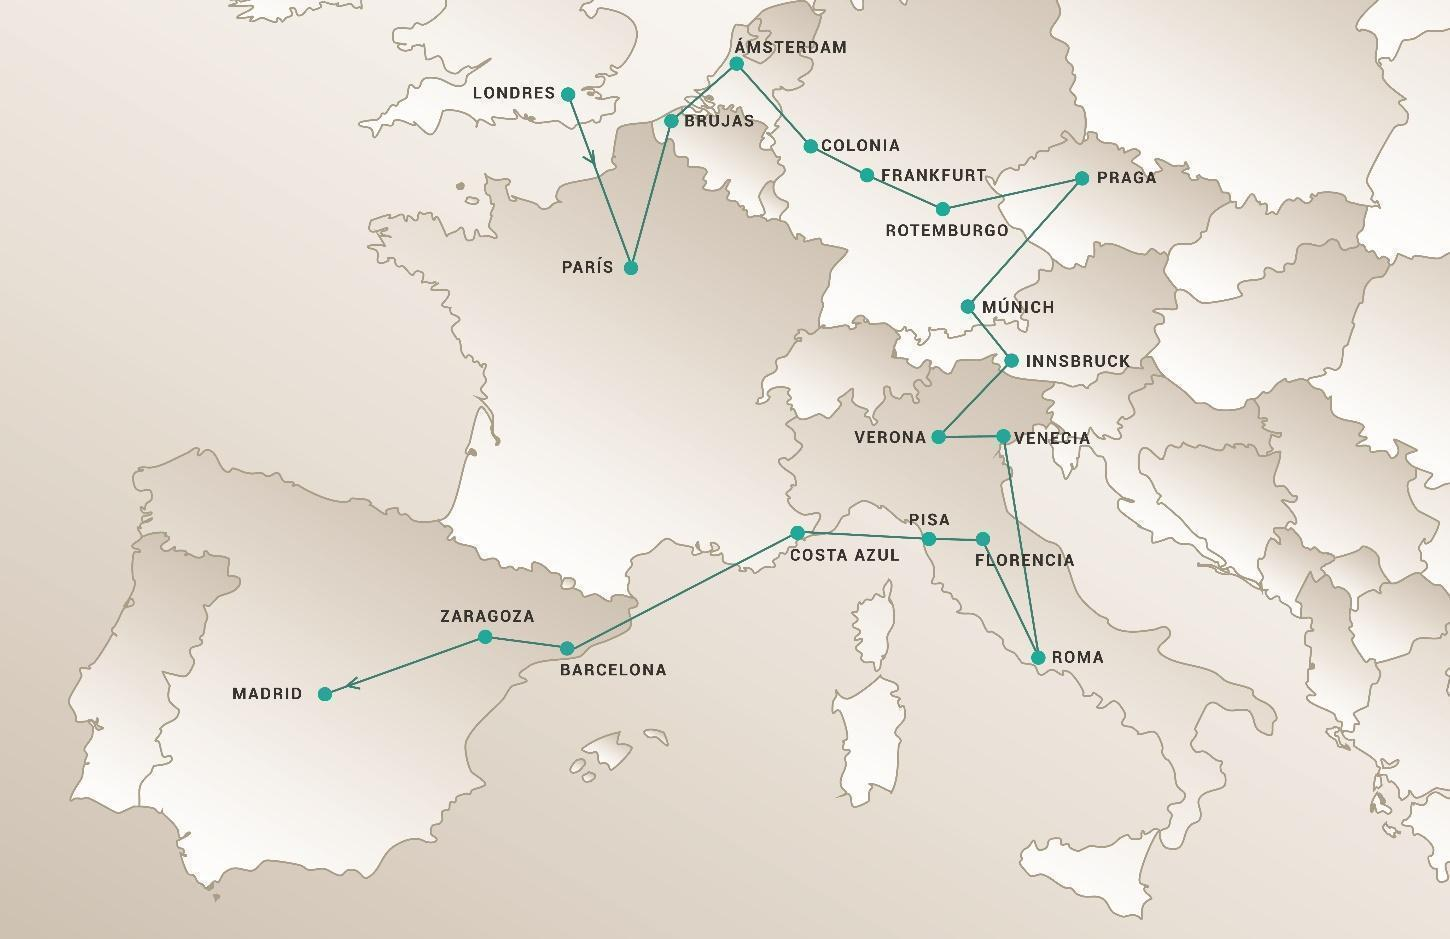 ÁMSTERDAM
LONDRES
BRUJAS
COLONIA
FRANKFURT
PRAGA
ROTEMBURGO
PARÍS
MÚNICH
INNSBRUCK
VERONA
VENECIA
PISA
COSTA AZUL
FLORENCIA
ZARAGOZA
ROMA
BARCELONA
MADRID